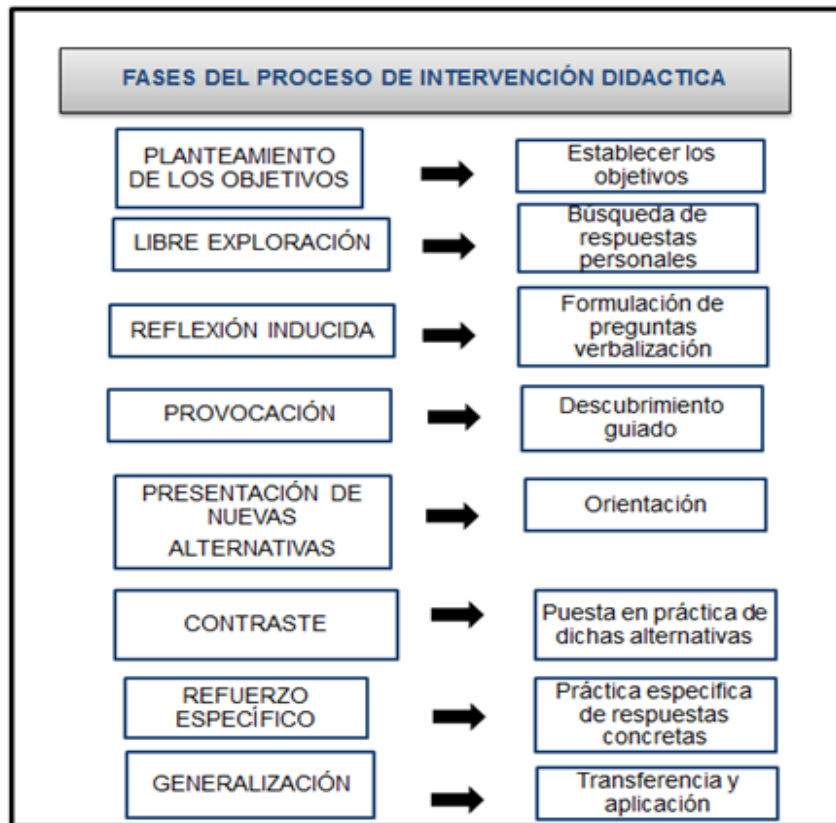 FASES DEL PROCESO DE INTERVENCIÓN DIDACTICA
PLANTEAMIENTO
DE LOS OBJETIVOS
Establecer los
objetivos
LIBRE EXPLORACIÓN
Búsqueda de
respuestas
personales
REFLEXIÓN INDUCIDA
Formulación de
preguntas
verbalización
PROVOCACIÓN
Descubrimiento
guiado
PRESENTACIÓN DE
NUEVAS
ALTERNATIVAS
Orientación
CONTRASTE
Puesta en práctica de
dichas alternativas
REFUERZO
ESPECÍFICO
Práctica especifica
de respuestas
concretas
GENERALIZACIÓN
Transferencia y
aplicación